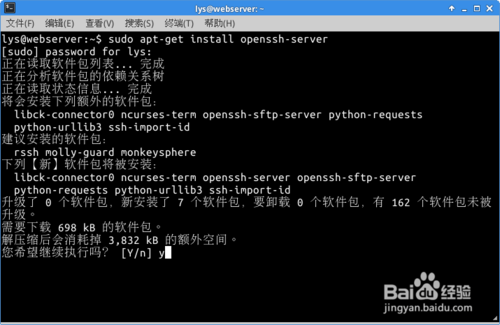 lys@webserver: ~
文件(F) 编辑(E) 查看(V) 搜索(S) 终端(T) 帮助(H)
lys@webserver:~$ sudo apt-get install openssh-server
[sudo] password for lys:
正在读取软件包列表... 完成
正在分析软件包的依赖关系树
正在读取状态信息... 完成
将会安装下列额外的软件包：
libck-connector0 ncurses-term openssh-sftp-server python-requests
python-urllib3 ssh-import-id
建议安装的软件包：
rssh molly-guard monkeysphere
下列【新】软件包将被安装：
libck-connector0 ncurses-term openssh-server openssh-sftp-server
python-requests python-urllib3 ssh-import-id
升级了 0 个软件包，新安装了 7 个软件包，要卸载 0 个软件包，有 162 个软件包未被
升级。
需要下载 698 kB 的软件包。
解压缩后会消耗掉 3,832 kB 的额外空间。
您希望继续执行吗？ [Y/n] y
Baidu经验
jingyan.baidu.com